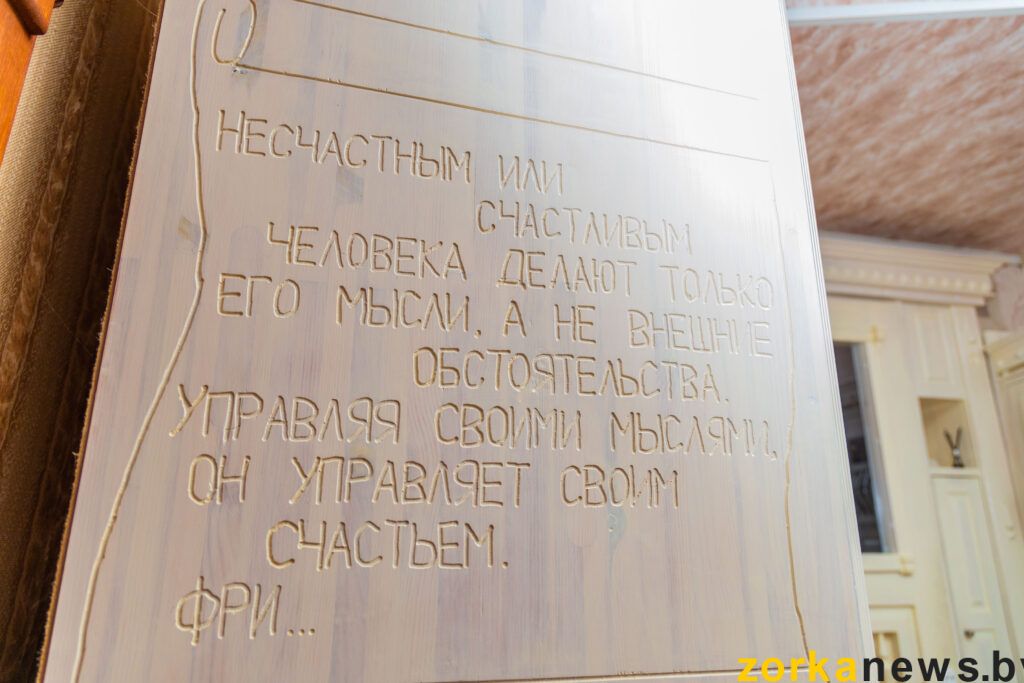 НЕСЧАСТНЫМ ИЛИ
СЧАСТЛИВЫМ
ЧЕЛОВЕКА ДЕЛАЮТ ТОЛЬКО
ЕГО МЫСЛИ, А НЕ ВНЕШНИЕ
ОБСТОЯТЕЛЬСТВА.
УПРАВЛЯЯ СВОИМИ МЫСЛЯМИ,
ОН УПРАВЛЯЕТ СВОИМ
СЧАСТЬЕМ.
ФРИ...
zorkanews.by